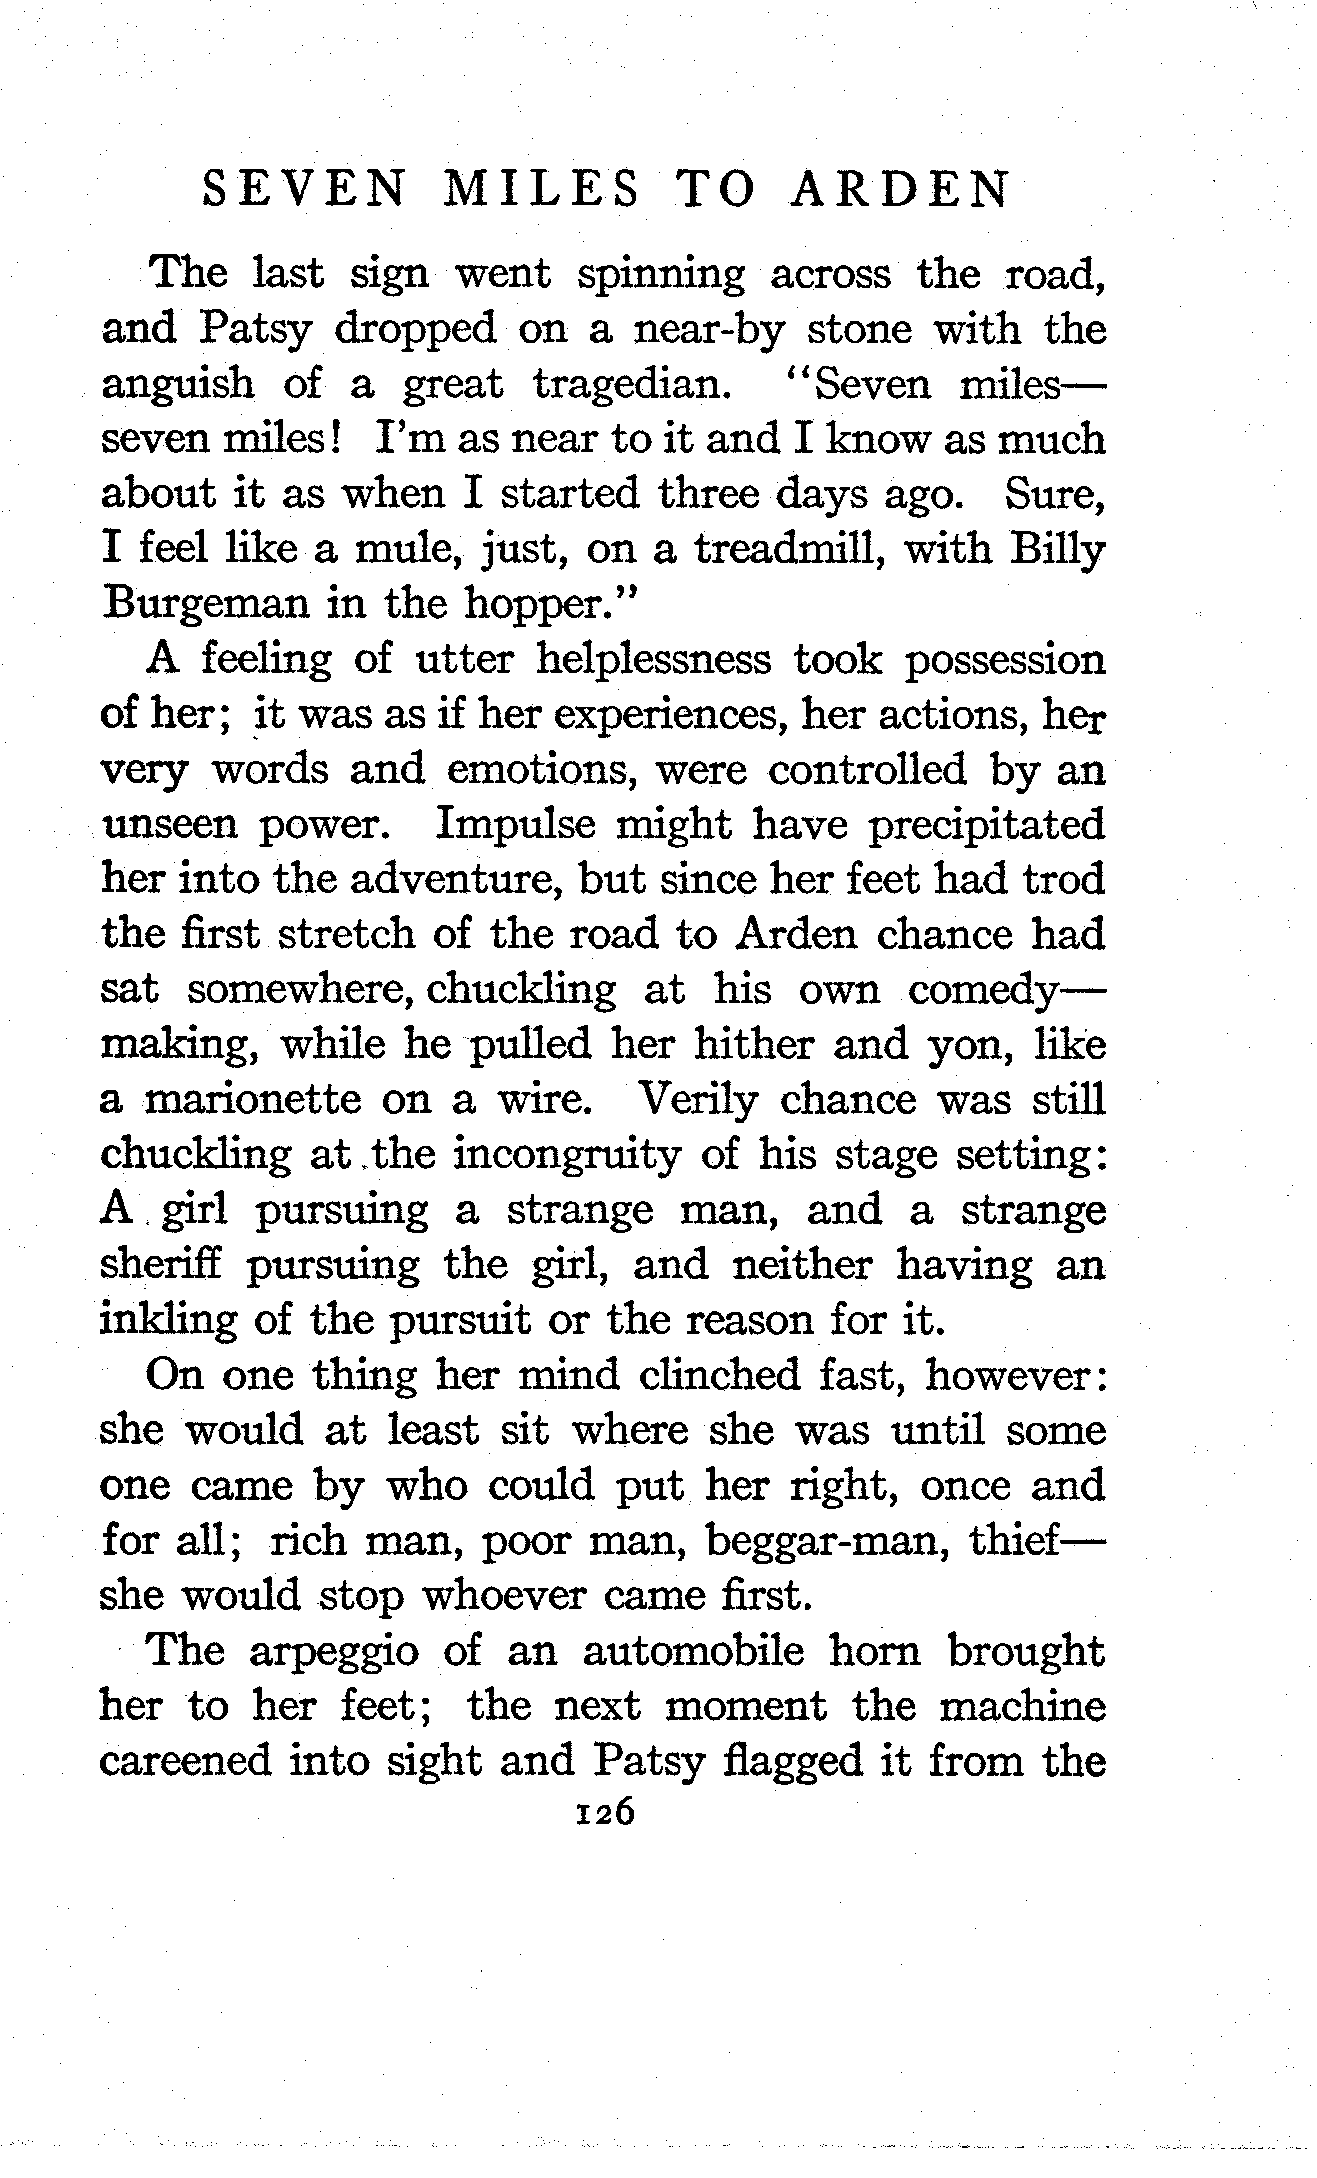 SEVEN MILES TO ARDEN
The last sign went spinning across the road,
and Patsy dropped on a near-by stone with the
anguish of a great tragedian. "Seven miles—
seven miles! I'm as near to it and I know as much
about it as when I started three days ago. Sure,
I feel like a mule, just, on a treadmill, with Billy
Burgeman in the hopper."
A feeling of utter helplessness took possession
of her; it was as if her experiences, her actions, her
very words and emotions, were controlled by an
unseen power. Impulse might have precipitated
her into the adventure, but since her feet had trod
the first stretch of the road to Arden chance had
sat somewhere, chuckling at his own comedy—
making, while he pulled her hither and yon, like
a marionette on a wire. Verily chance was still
chuckling at the incongruity of his stage setting:
A girl pursuing a strange man, and a strange
sheriff pursuing the girl, and neither having an
inkling of the pursuit or the reason for it.
On one thing her mind clinched fast, however:
she would at least sit where she was until some
one came by who could put her right, once and
for all; rich man, poor man, beggar-man, thief—
she would stop whoever came first.
The arpeggio of an automobile horn brought
her to her feet; the next moment the machine
careened into sight and Patsy flagged it from the
126